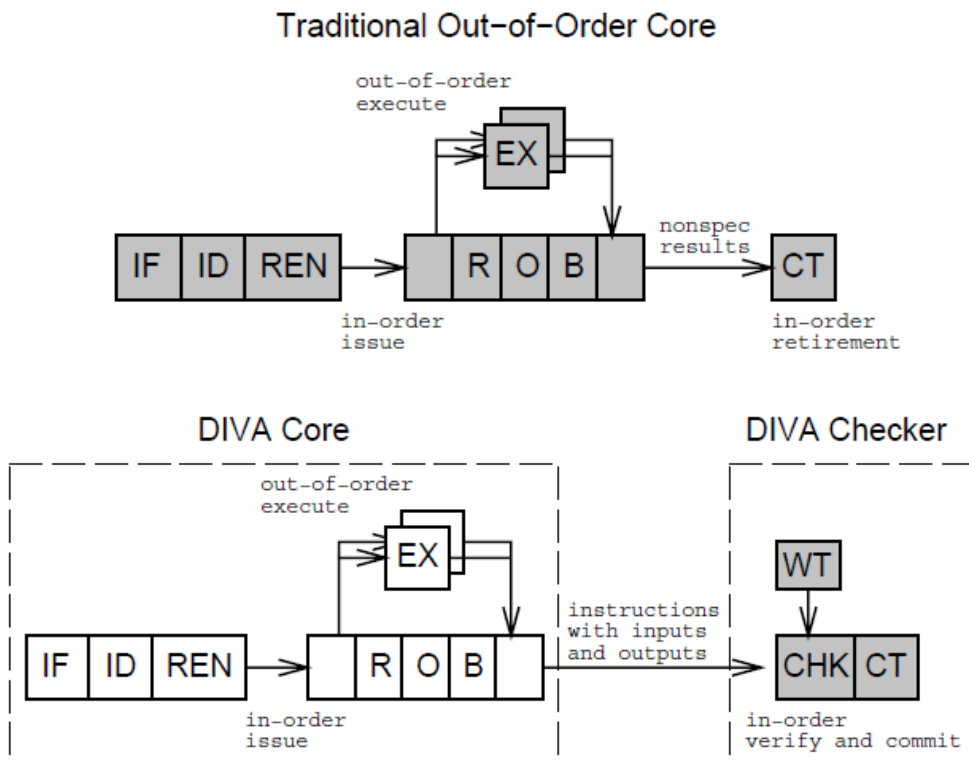 Traditional Out-of-Order Core
out-of-order
execute
EX
IF ID REN
R O B
nonspec
results
CT
in-order
issue
in-order
retirement
DIVA Core
DIVA Checker
out-of-order
execute
EX
WT
IF ID REN
R O B
instructions
with inputs
and outputs
CHK CT
in-order
issue
in-order
verify and commit